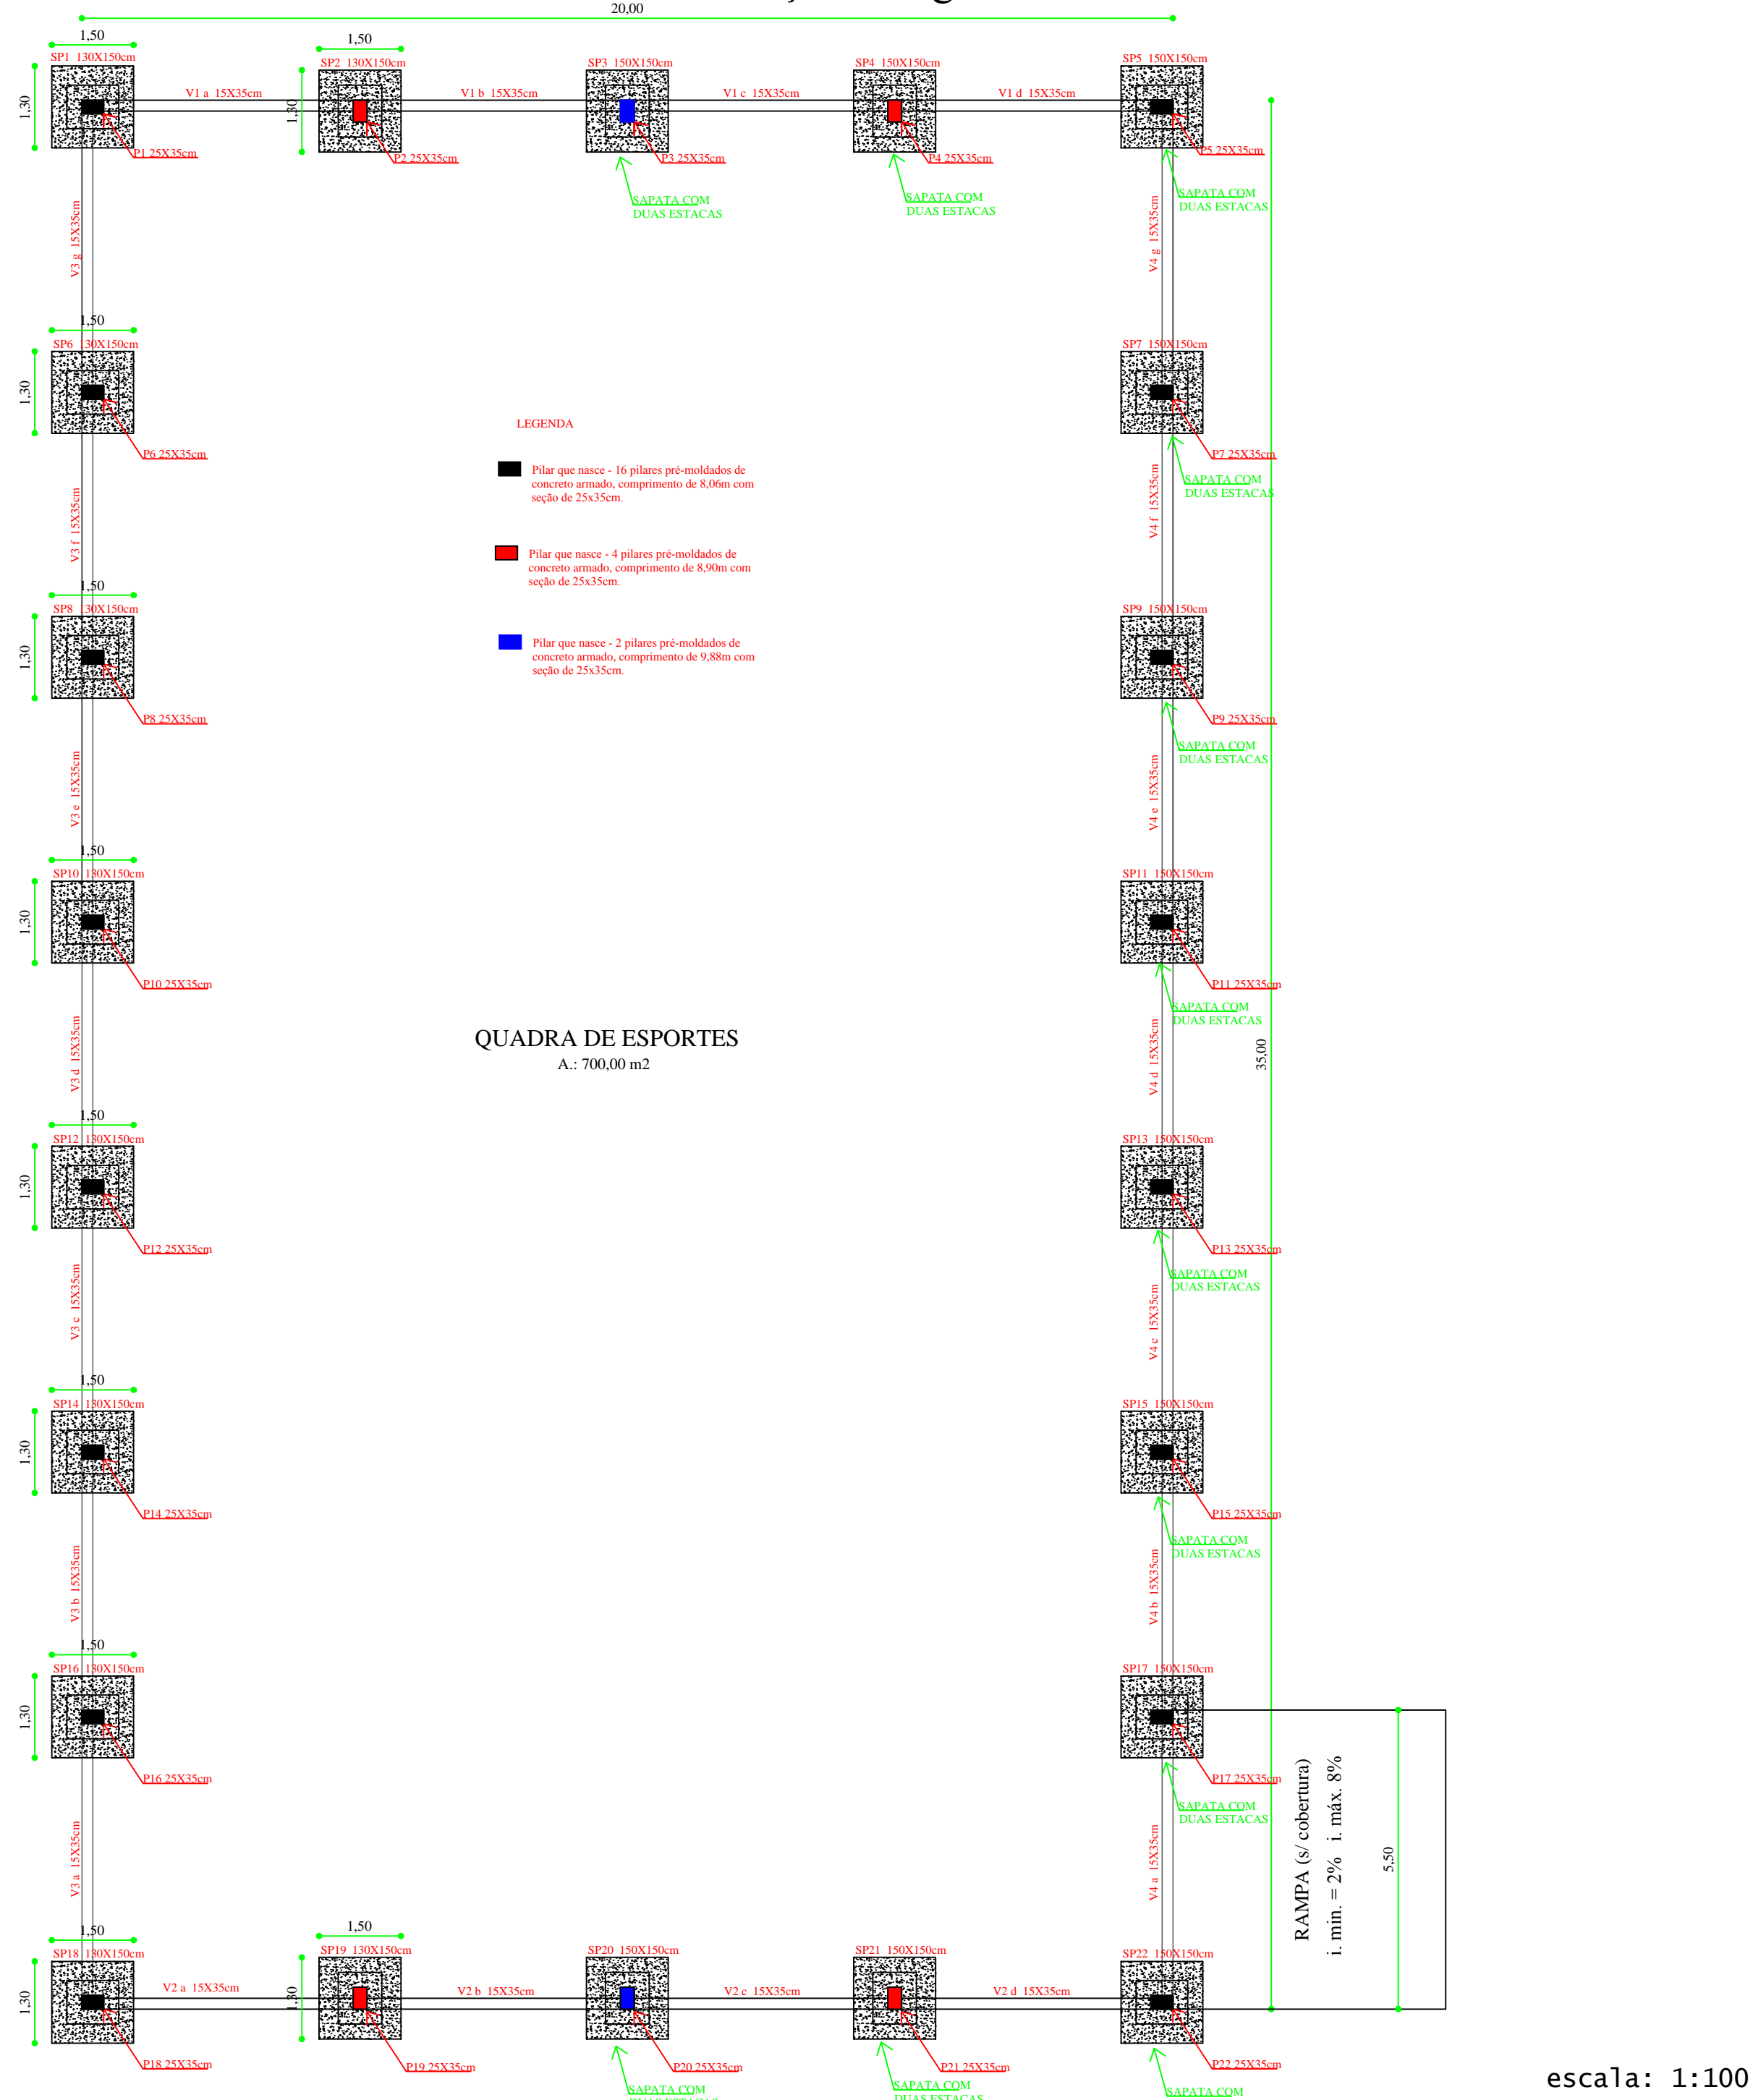 20,00
1,50
1,50
SP1 130X150cm
SP2 130X150cm
SP3 150X150cm
SP4 150X150cm
SP5 150X150cm
1,30
1,30
V1 a 15X35cm
V1 b 15X35cm
V1 c 15X35cm
V1 d 15X35cm
P1 25X35cm
P2 25X35cm
P3 25X35cm
P4 25X35cm
P5 25X35cm
SAPATA COM
DUAS ESTACAS
SAPATA COM
DUAS ESTACAS
SAPATA COM
DUAS ESTACAS
V3 g 15X35cm
V4 g 15X35cm
1,50
SP6 130X150cm
SP7 150X150cm
1,30
P6 25X35cm
P7 25X35cm
SAPATA COM
DUAS ESTACAS
LEGENDA
Pilar que nasce - 16 pilares pré-moldados de
concreto armado, comprimento de 8,06m com
seção de 25x35cm.
Pilar que nasce - 4 pilares pré-moldados de
concreto armado, comprimento de 8,90m com
seção de 25x35cm.
Pilar que nasce - 2 pilares pré-moldados de
concreto armado, comprimento de 9,88m com
seção de 25x35cm.
V3 f 15X35cm
V4 f 15X35cm
1,50
SP8 130X150cm
SP9 150X150cm
1,30
P8 25X35cm
P9 25X35cm
SAPATA COM
DUAS ESTACAS
V3 e 15X35cm
V4 e 15X35cm
1,50
SP10 130X150cm
SP11 150X150cm
1,30
P10 25X35cm
P11 25X35cm
SAPATA COM
DUAS ESTACAS
QUADRA DE ESPORTES
A.: 700,00 m2
35,00
V3 d 15X35cm
V4 d 15X35cm
1,50
SP12 130X150cm
SP13 150X150cm
1,30
P12 25X35cm
P13 25X35cm
SAPATA COM
DUAS ESTACAS
V3 c 15X35cm
V4 c 15X35cm
1,50
SP14 130X150cm
SP15 150X150cm
1,30
P14 25X35cm
P15 25X35cm
SAPATA COM
DUAS ESTACAS
V3 b 15X35cm
V4 b 15X35cm
1,50
SP16 130X150cm
SP17 150X150cm
1,30
P16 25X35cm
P17 25X35cm
SAPATA COM
DUAS ESTACAS
V3 a 15X35cm
V4 a 15X35cm
RAMPA (s/ cobertura)
i. min. = 2% i. máx. 8%
5,50
1,50
1,50
SP18 130X150cm
SP19 130X150cm
SP20 150X150cm
SP21 150X150cm
SP22 150X150cm
1,30
1,30
V2 a 15X35cm
V2 b 15X35cm
V2 c 15X35cm
V2 d 15X35cm
P18 25X35cm
P19 25X35cm
P20 25X35cm
P21 25X35cm
P22 25X35cm
SAPATA COM
DUAS ESTACAS
SAPATA COM
DUAS ESTACAS
SAPATA COM
escala: 1:100